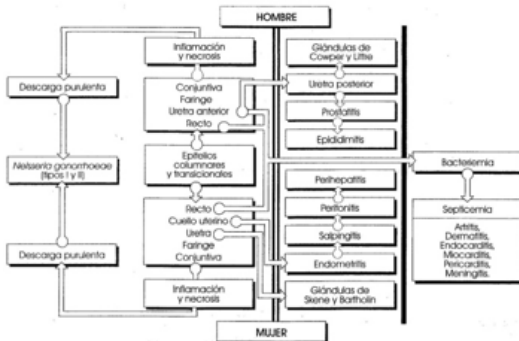 HOMBRE
Inflamación
y necrosis
Glándulas de
Cowper y Littre
Descarga purulenta
Conjuntiva
Faringe
Uretra anterior
Recto
Uretra posterior
Prostatitis
Epididimitis
Neisseria gonorrhoeae
(tipos I y II)
Epitelios
columnares
y transicionales
Bacteriemia
Perihepatitis
Peritonitis
Salpingitis
Endometritis
Septicemia
Artritis,
Dermatitis,
Endocarditis,
Miocarditis,
Pericarditis,
Meningitis.
Recto
Cuello uterino
Uretra
Faringe
Conjuntiva
Descarga purulenta
Inflamación
y necrosis
Glándulas de
Skene y Bartholin
MUJER